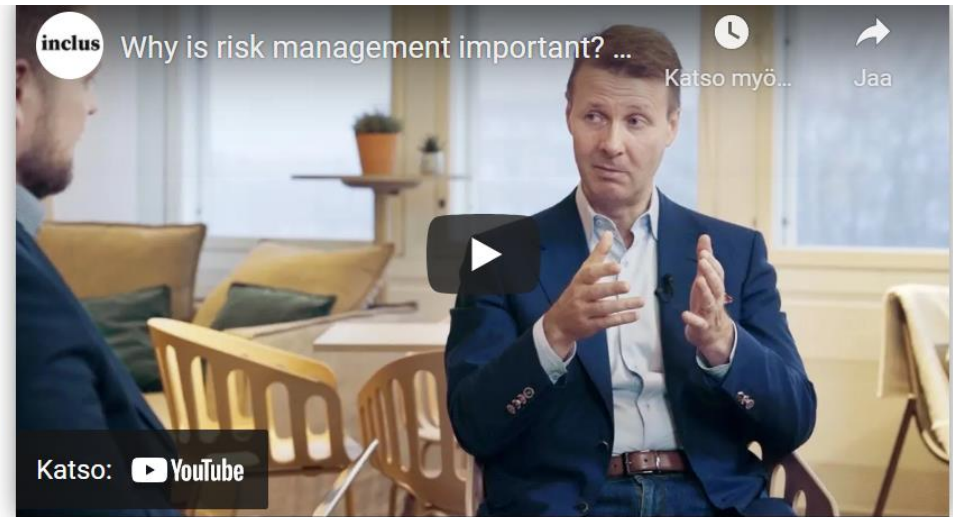 inclus
Why is risk management important? ...
Katso myö...
Jaa
Katso: YouTube